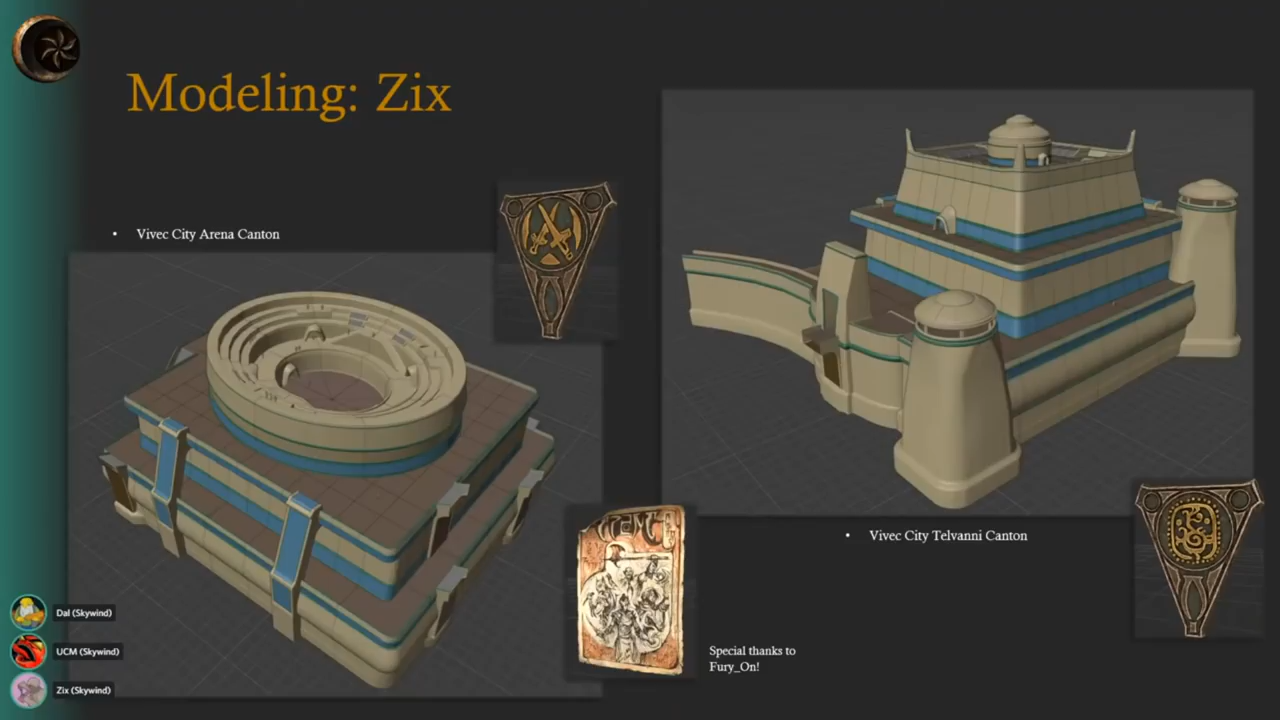 Modeling: Zix
• Vivec City Arena Canton
• Vivec City Telvanni Canton
Special thanks to
Fury_On!
Dal (Skywind)
UCM (Skywind)
Zix (Skywind)